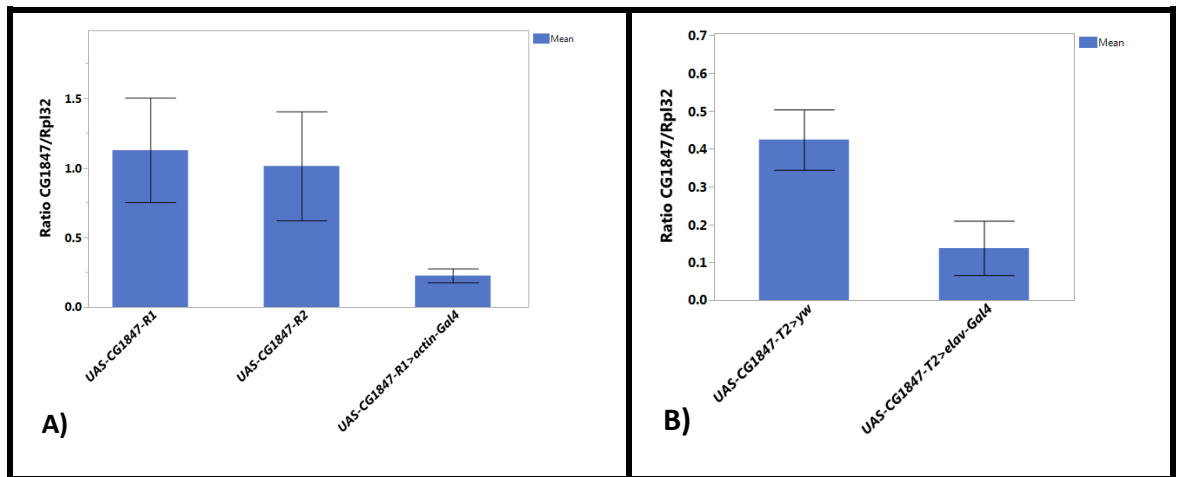 Mean
Ratio CG1847/Rpl32
1.5
1.0
0.5
0.0
UAS-CG1847-R1
UAS-CG1847-R2
UAS-CG1847-R1>actin-Gal4
A)
Mean
Ratio CG1847/Rpl32
0.7
0.6
0.5
0.4
0.3
0.2
0.1
0.0
UAS-CG1847-T2>yw
UAS-CG1847-T2>elav-Gal4
B)